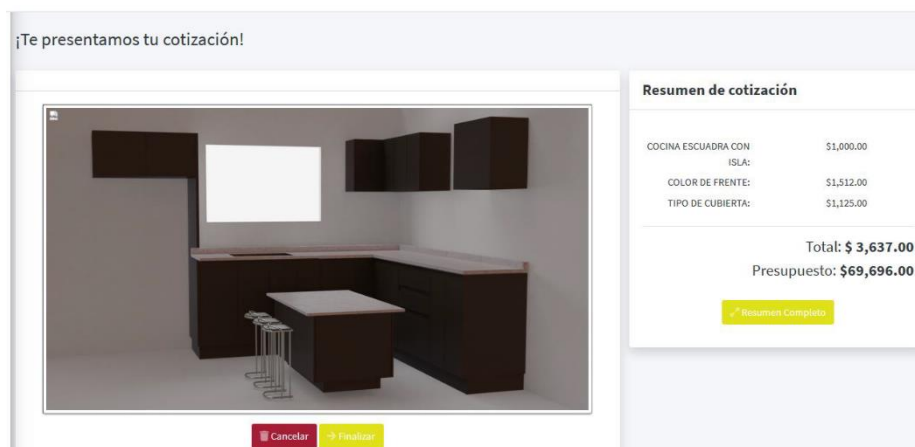 ¡Te presentamos tu cotización!
Resumen de cotización
COCINA ESCUADRA CON
ISLA:
$1,000.00
COLOR DE FRENTE: $1,512.00
TIPO DE CUBIERTA: $1,125.00
Total: $ 3,637.00
Presupuesto: $69,696.00
Resumen Completo
Cancelar
Finalizar